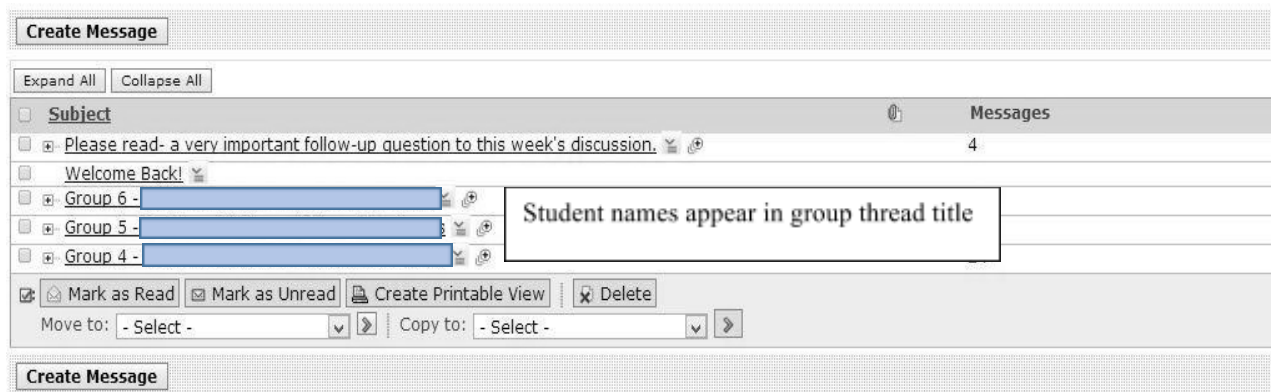 Create Message
Expand All Collapse All
Subject Messages
Please read- a very important follow-up question to this week's discussion. 4
Welcome Back!
Group 6 -
Group 5 -
Group 4 -
Student names appear in group thread title
Mark as Read Mark as Unread Create Printable View Delete
Move to: - Select - Copy to: - Select -
Create Message